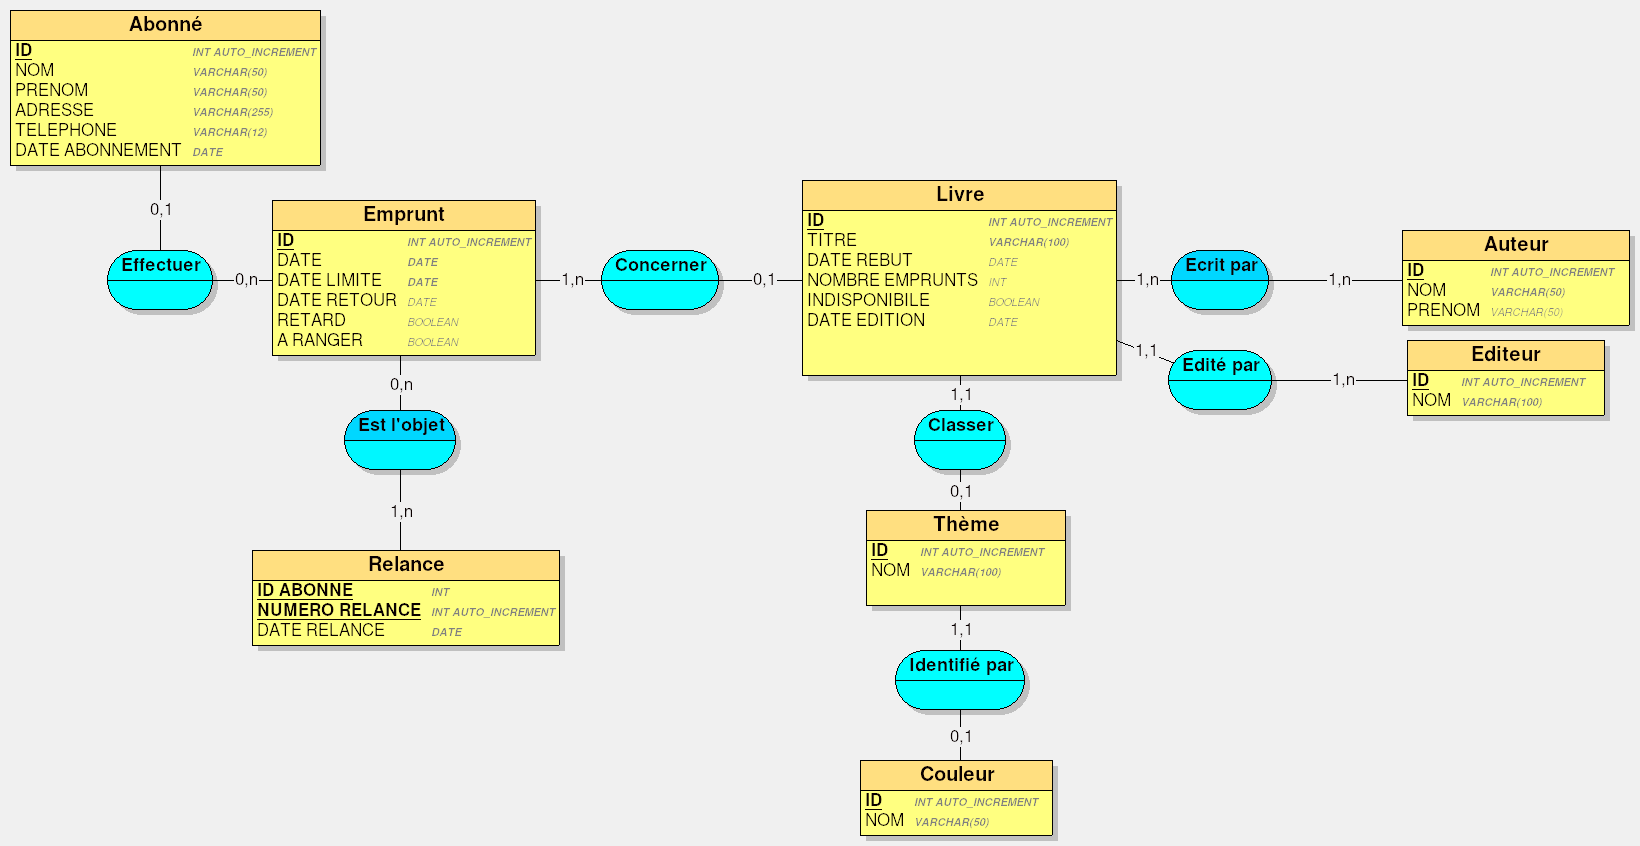 Abonné
ID INT AUTO_INCREMENT
NOM VARCHAR(50)
PRENOM VARCHAR(50)
ADRESSE VARCHAR(255)
TELEPHONE VARCHAR(12)
DATE ABONNEMENT DATE
0,1
Effectuer
0,n
Emprunt
ID INT AUTO_INCREMENT
DATE DATE
DATE LIMITE DATE
DATE RETOUR DATE
RETARD BOOLEAN
A RANGER BOOLEAN
1,n
Concerner
0,1
Livre
ID INT AUTO_INCREMENT
TITRE VARCHAR(100)
DATE REBUT DATE
NOMBRE EMPRUNTS INT
INDISPONIBILE BOOLEAN
DATE EDITION DATE
1,n
Ecrit par
1,n
Auteur
ID INT AUTO_INCREMENT
NOM VARCHAR(50)
PRENOM VARCHAR(50)
1,1
Edité par
1,n
Editeur
ID INT AUTO_INCREMENT
NOM VARCHAR(100)
0,n
Est l'objet
1,n
Relance
ID ABONNE INT
NUMERO RELANCE INT AUTO_INCREMENT
DATE RELANCE DATE
1,1
Classer
0,1
Thème
ID INT AUTO_INCREMENT
NOM VARCHAR(100)
1,1
Identifié par
0,1
Couleur
ID INT AUTO_INCREMENT
NOM VARCHAR(50)